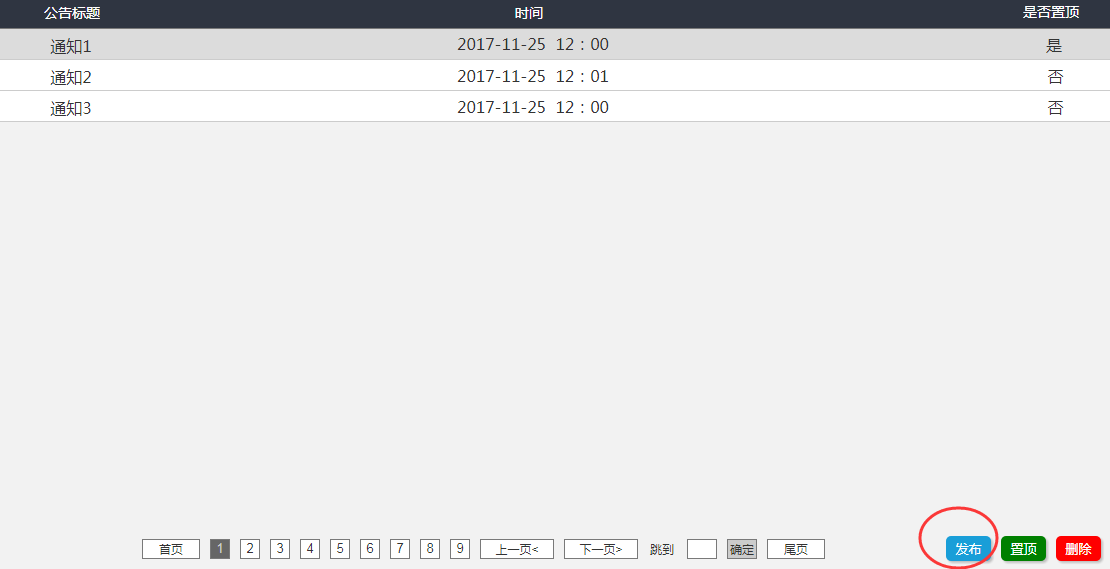 公告标题 时间 是否置顶
通知1 2017-11-25 12：00 是
通知2 2017-11-25 12：01 否
通知3 2017-11-25 12：00 否
首页 1 2 3 4 5 6 7 8 9 上一页< 下一页> 跳到 确定 尾页 发布 置顶 删除